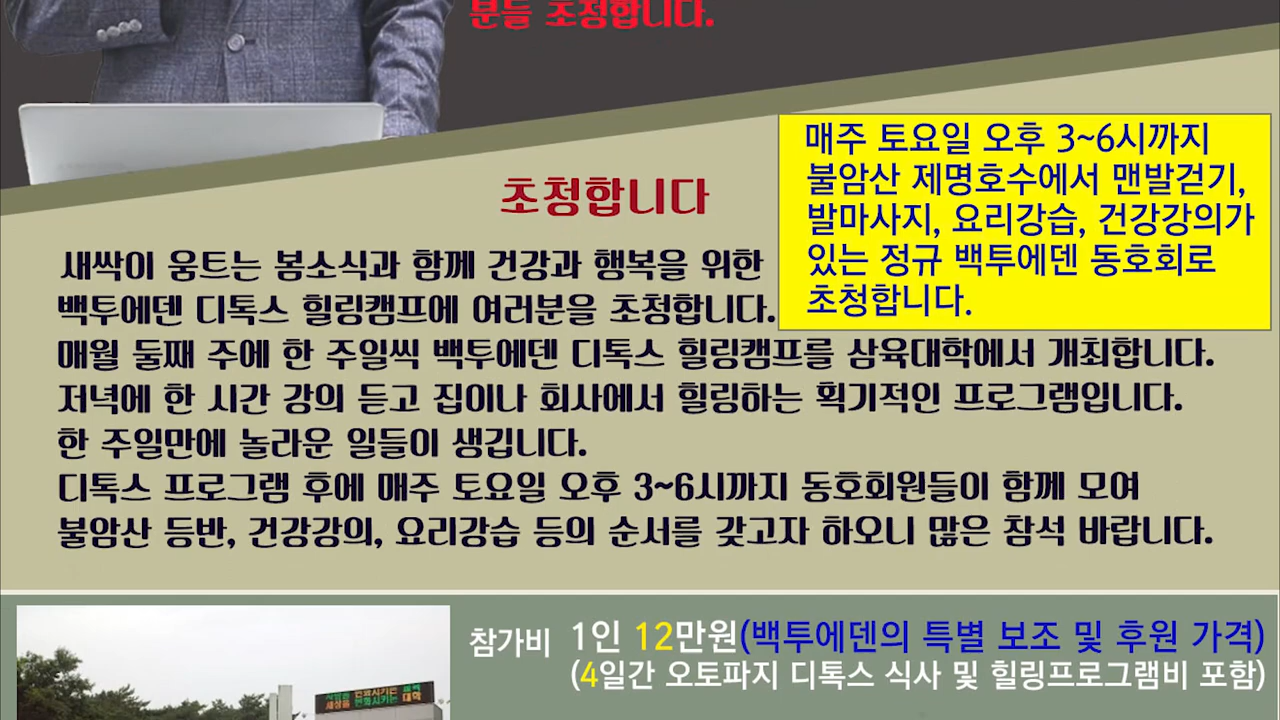 분들 초청합니다.
매주 토요일 오후 3~6시까지
불암산 제명호수에서 맨발걷기,
발마사지, 요리강습, 건강강의가
있는 정규 백투에덴 동호회로
초청합니다.
초청합니다
새싹이 움트는 봄소식과 함께 건강과 행복을 위한
백투에덴 디톡스 힐링캠프에 여러분을 초청합니다.
매월 둘째 주에 한 주일씩 백투에덴 디톡스 힐링캠프를 삼육대학에서 개최합니다.
저녁에 한 시간 강의 듣고 집이나 회사에서 힐링하는 획기적인 프로그램입니다.
한 주일만에 놀라운 일들이 생깁니다.
디톡스 프로그램 후에 매주 토요일 오후 3~6시까지 동호회원들이 함께 모여
불암산 등반, 건강강의, 요리강습 등의 순서를 갖고자 하오니 많은 참석 바랍니다.
참가비 1인 12만원(백투에덴의 특별 보조 및 후원 가격)
(4일간 오토파지 디톡스 식사 및 힐링프로그램비 포함)
세상을 변화시키는 대학